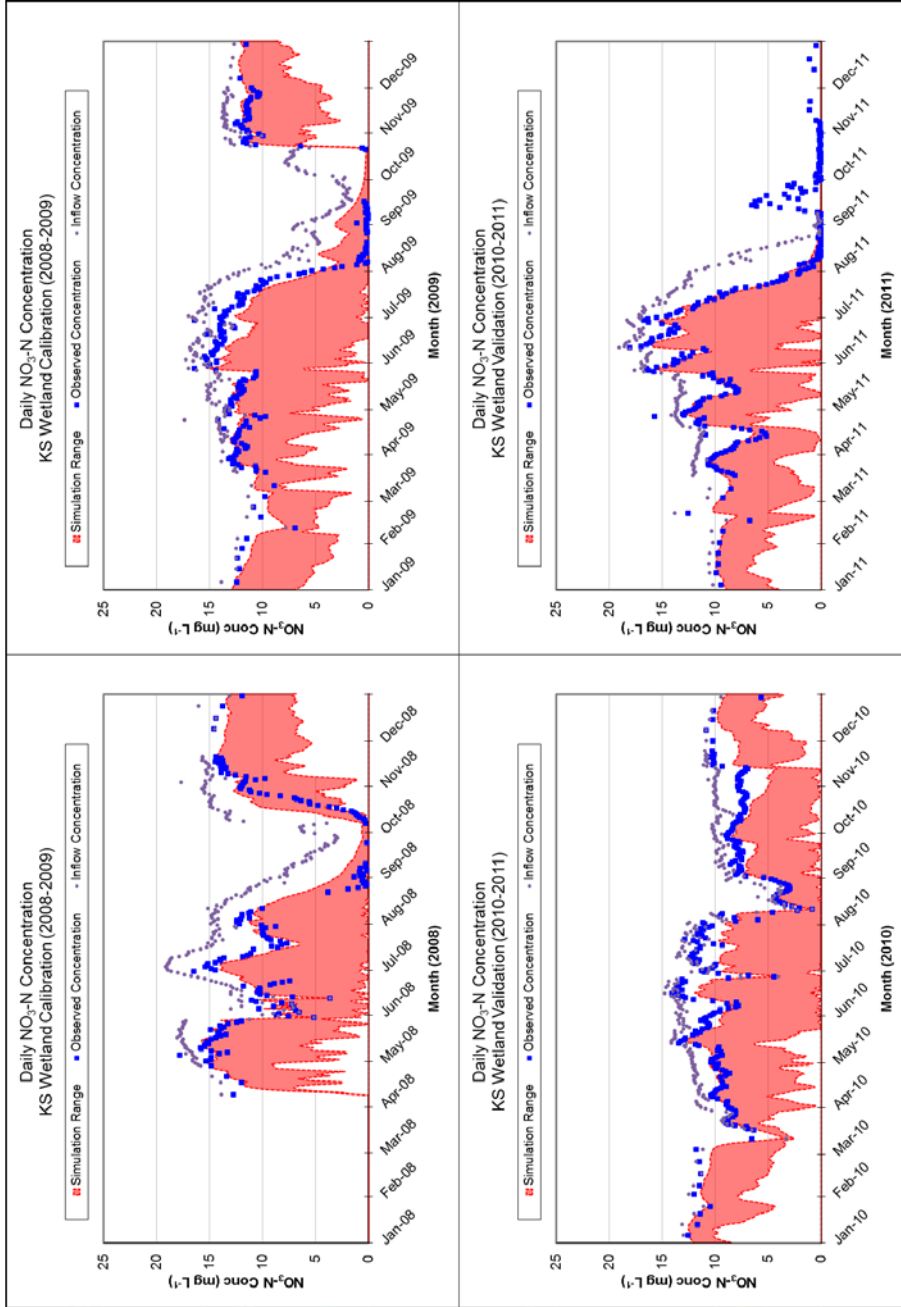 Daily NO₃-N Concentration
KS Wetland Calibration (2008-2009)
Simulation Range Observed Concentration Inflow Concentration
NO₃-N Conc (mg L⁻¹)
25
20
15
10
5
0
Jan-08 Feb-08 Mar-08 Apr-08 May-08 Jun-08 Jul-08 Aug-08 Sep-08 Oct-08 Nov-08 Dec-08
Month (2008)
Daily NO₃-N Concentration
KS Wetland Calibration (2008-2009)
Simulation Range Observed Concentration Inflow Concentration
NO₃-N Conc (mg L⁻¹)
25
20
15
10
5
0
Jan-09 Feb-09 Mar-09 Apr-09 May-09 Jun-09 Jul-09 Aug-09 Sep-09 Oct-09 Nov-09 Dec-09
Month (2009)
Daily NO₃-N Concentration
KS Wetland Validation (2010-2011)
Simulation Range Observed Concentration Inflow Concentration
NO₃-N Conc (mg L⁻¹)
25
20
15
10
5
0
Jan-10 Feb-10 Mar-10 Apr-10 May-10 Jun-10 Jul-10 Aug-10 Sep-10 Oct-10 Nov-10 Dec-10
Month (2010)
Daily NO₃-N Concentration
KS Wetland Validation (2010-2011)
Simulation Range Observed Concentration Inflow Concentration
NO₃-N Conc (mg L⁻¹)
25
20
15
10
5
0
Jan-11 Feb-11 Mar-11 Apr-11 May-11 Jun-11 Jul-11 Aug-11 Sep-11 Oct-11 Nov-11 Dec-11
Month (2011)